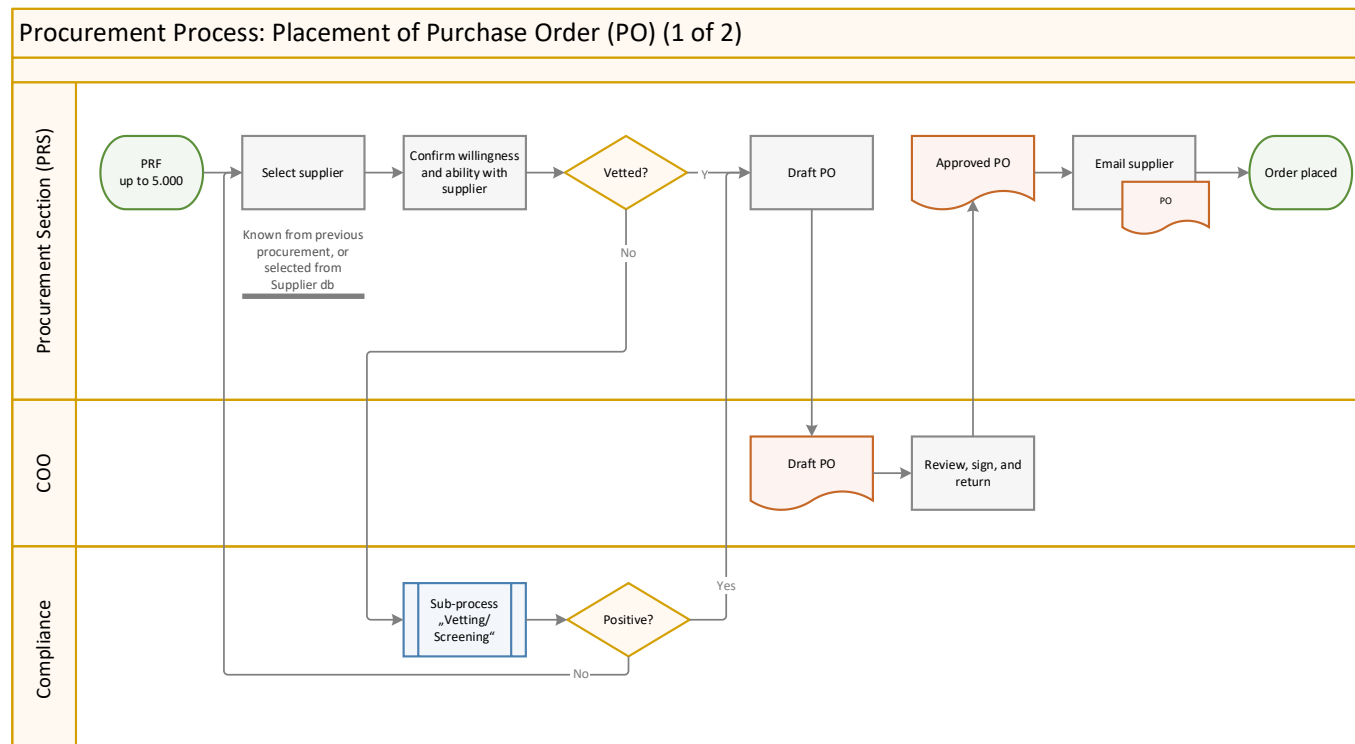 Procurement Process: Placement of Purchase Order (PO) (1 of 2)
Procurement Section (PRS)
PRF
up to 5.000
Select supplier
Known from previous
procurement, or
selected from
Supplier db
Confirm willingness
and ability with
supplier
Vetted?
Y
No
Draft PO
Approved PO
Email supplier
PO
Order placed
COO
Draft PO
Review, sign, and
return
Compliance
Sub-process
„Vetting/
Screening“
Positive?
Yes
No